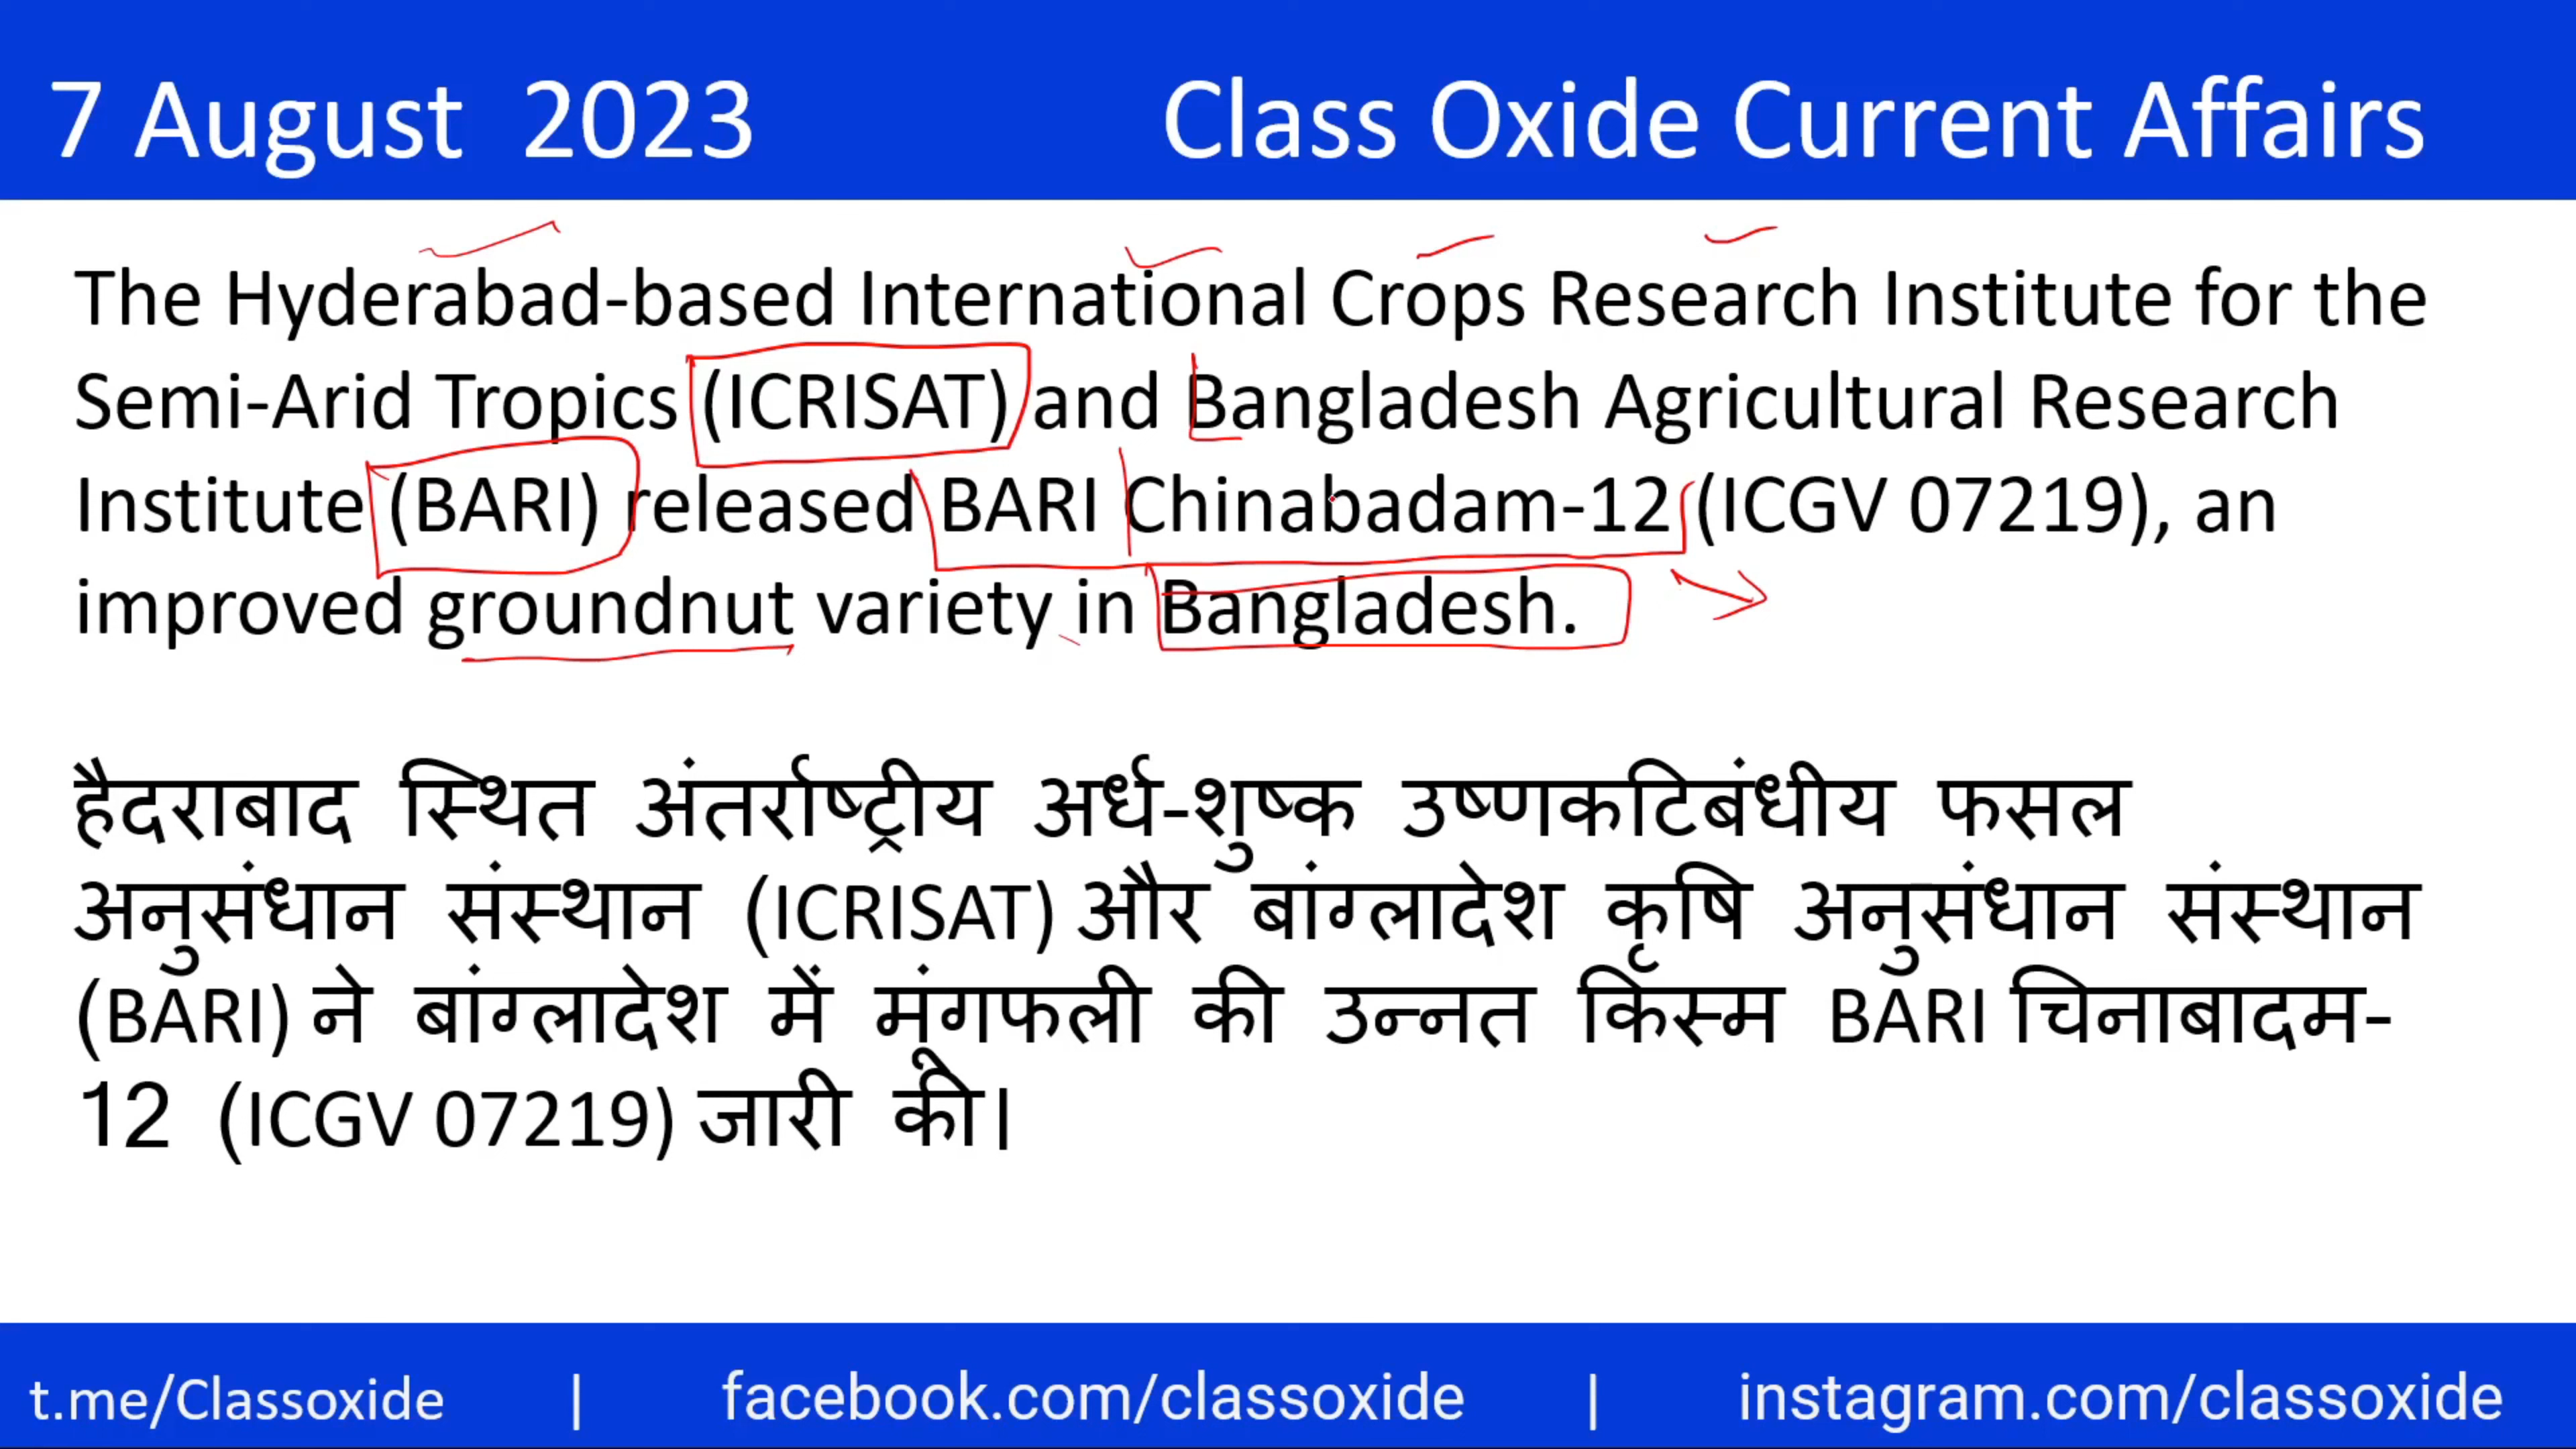 7 August 2023 Class Oxide Current Affairs
The Hyderabad-based International Crops Research Institute for the
Semi-Arid Tropics (ICRISAT) and Bangladesh Agricultural Research
Institute (BARI) released BARI Chinabadam-12 (ICGV 07219), an
improved groundnut variety in Bangladesh.
हैदराबाद स्थित अंतर्राष्ट्रीय अर्ध-शुष्क उष्णकटिबंधीय फसल
अनुसंधान संस्थान (ICRISAT) और बांग्लादेश कृषि अनुसंधान संस्थान
(BARI) ने बांग्लादेश में मूंगफली की उन्नत किस्म BARI चिनाबादम-
12 (ICGV 07219) जारी की।
t.me/Classoxide | facebook.com/classoxide | instagram.com/classoxide